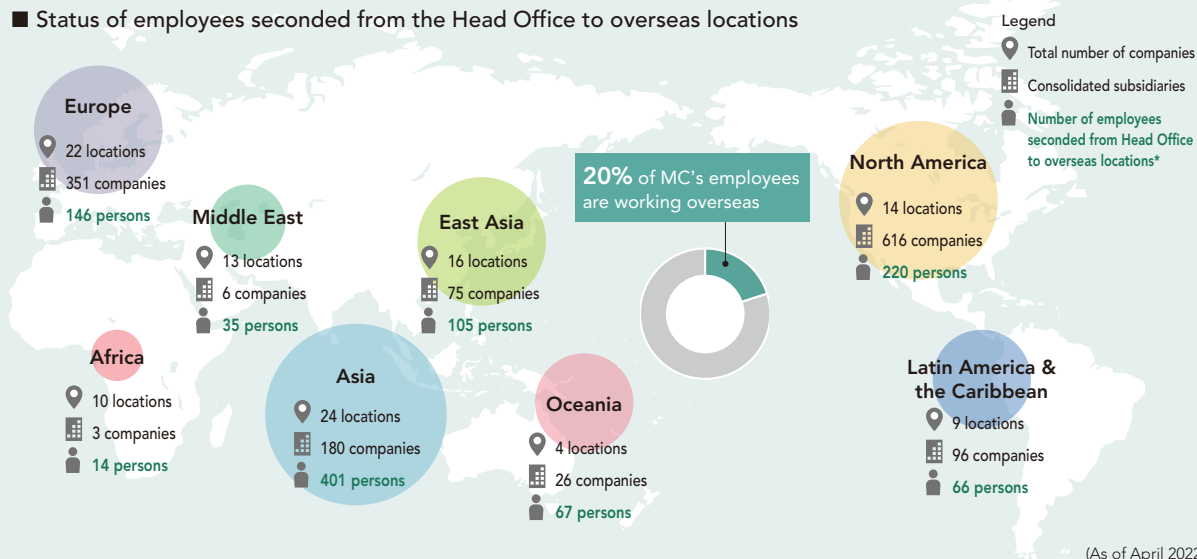 ■ Status of employees seconded from the Head Office to overseas locations
Legend
Total number of companies
Consolidated subsidiaries
Number of employees
seconded from Head Office
to overseas locations*
Europe
22 locations
351 companies
146 persons
Middle East
13 locations
6 companies
35 persons
East Asia
16 locations
75 companies
105 persons
20% of MC's employees
are working overseas
North America
14 locations
616 companies
220 persons
Africa
10 locations
3 companies
14 persons
Asia
24 locations
180 companies
401 persons
Oceania
4 locations
26 companies
67 persons
Latin America &
the Caribbean
9 locations
96 companies
66 persons
(As of April 2022